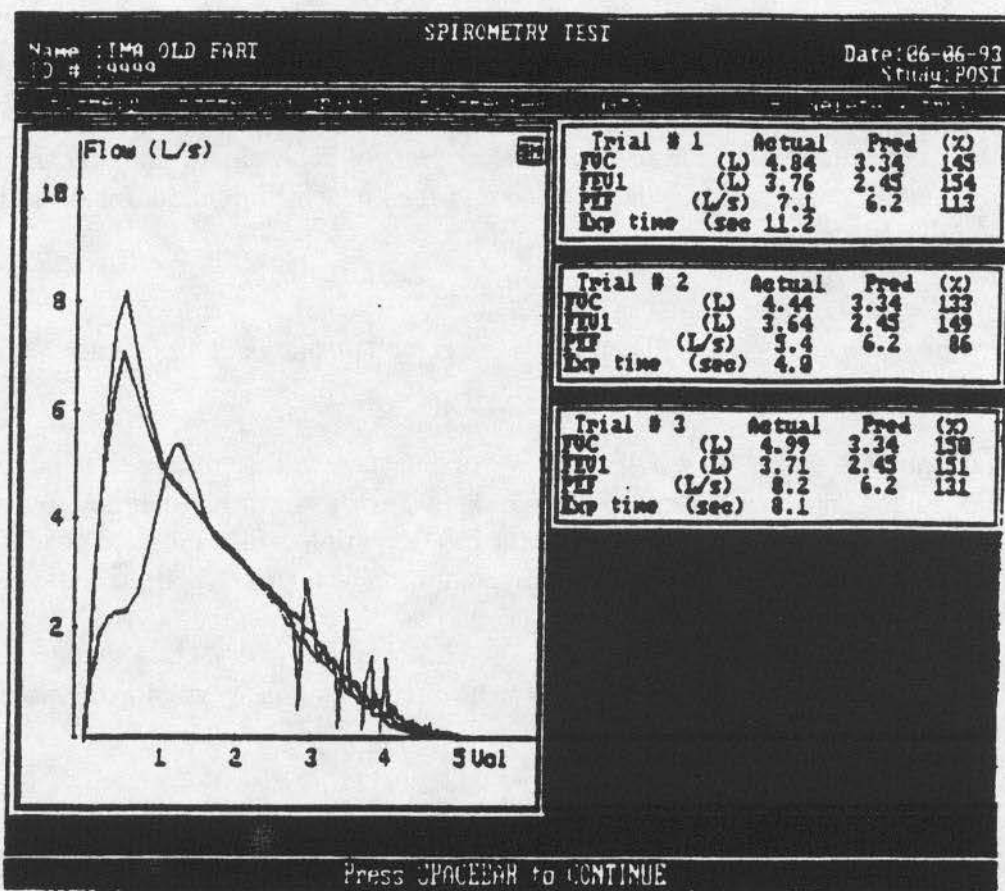 SPIROMETRY TEST
Name : IMA OLD FART
ID # : 9999
Date:06-06-93
Study:POST
Flow (L/s)
10
8
6
4
2
1 2 3 4 5 Vol
Trial # 1 Actual Pred (%)
FVC (L) 4.84 3.34 145
FEV1 (L) 3.76 2.45 154
PEF (L/s) 7.1 6.2 113
Exp time (sec 11.2
Trial # 2 Actual Pred (%)
FVC (L) 4.44 3.34 133
FEV1 (L) 3.64 2.45 149
PEF (L/s) 5.4 6.2 86
Exp time (sec)
Trial # 3 Actual Pred (%)
FVC (L) 4.99 3.34 150
FEV1 (L) 3.71 2.45 151
PEF (L/s) 8.2 6.2 131
Exp time (sec) 8.1
Press SPACEBAR to CONTINUE